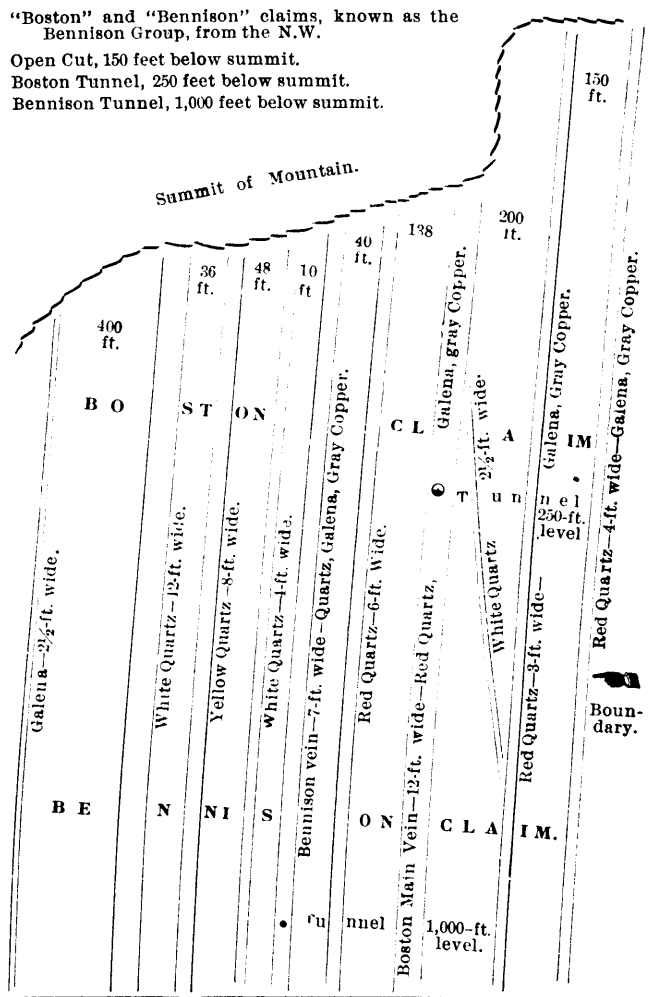 "Boston" and "Bennison" claims, known as the
Bennison Group, from the N.W.
Open Cut, 150 feet below summit.
Boston Tunnel, 250 feet below summit.
Bennison Tunnel, 1,000 feet below summit.
Summit of Mountain.
400
ft.
36
ft.
48
ft.
10
ft
40
ft.
138
200
ft.
150
ft.
BOSTON CLAIM
Galena—2½-ft. wide.
White Quartz—12-ft. wide.
Yellow Quartz—8-ft. wide.
White Quartz—4-ft. wide.
Bennison vein—7-ft. wide—Quartz, Galena, Gray Copper.
Red Quartz—6-ft. Wide.
Boston Main Vein—12-ft. wide—Red Quartz,
Galena, gray Copper.
White Quartz
2½-ft. wide.
Red Quartz—3-ft. wide—
Galena, Gray Copper.
Red Quartz—4-ft. wide—Galena, Gray Copper.
Tunnel
250-ft.
level
Boun-
dary.
BENNISON CLAIM.
Tunnel
1,000-ft.
level.